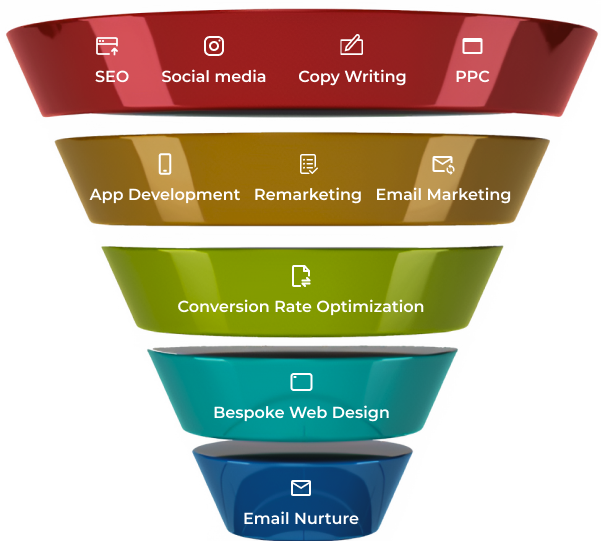 SEO Social media Copy Writing PPC
App Development Remarketing Email Marketing
Conversion Rate Optimization
Bespoke Web Design
Email Nurture